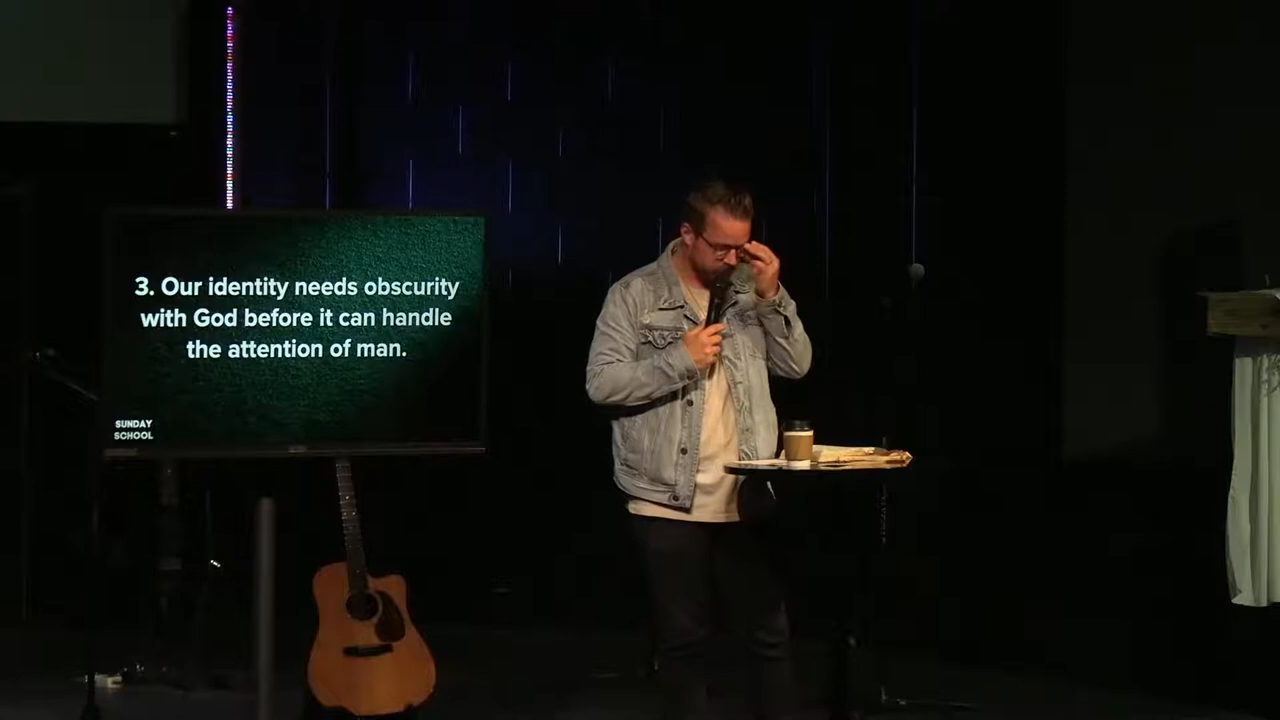 3. Our identity needs obscurity
with God before it can handle
the attention of man.
SUNDAY
SCHOOL